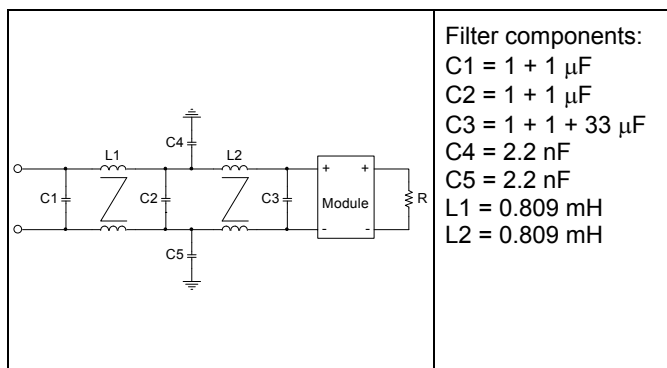 Filter components:
C1 = 1 + 1 μF
C2 = 1 + 1 μF
C3 = 1 + 1 + 33 μF
C4 = 2.2 nF
C5 = 2.2 nF
L1 = 0.809 mH
L2 = 0.809 mH
C4
L1
L2
+ +
C1
C2
C3
Module
R
- -
C5